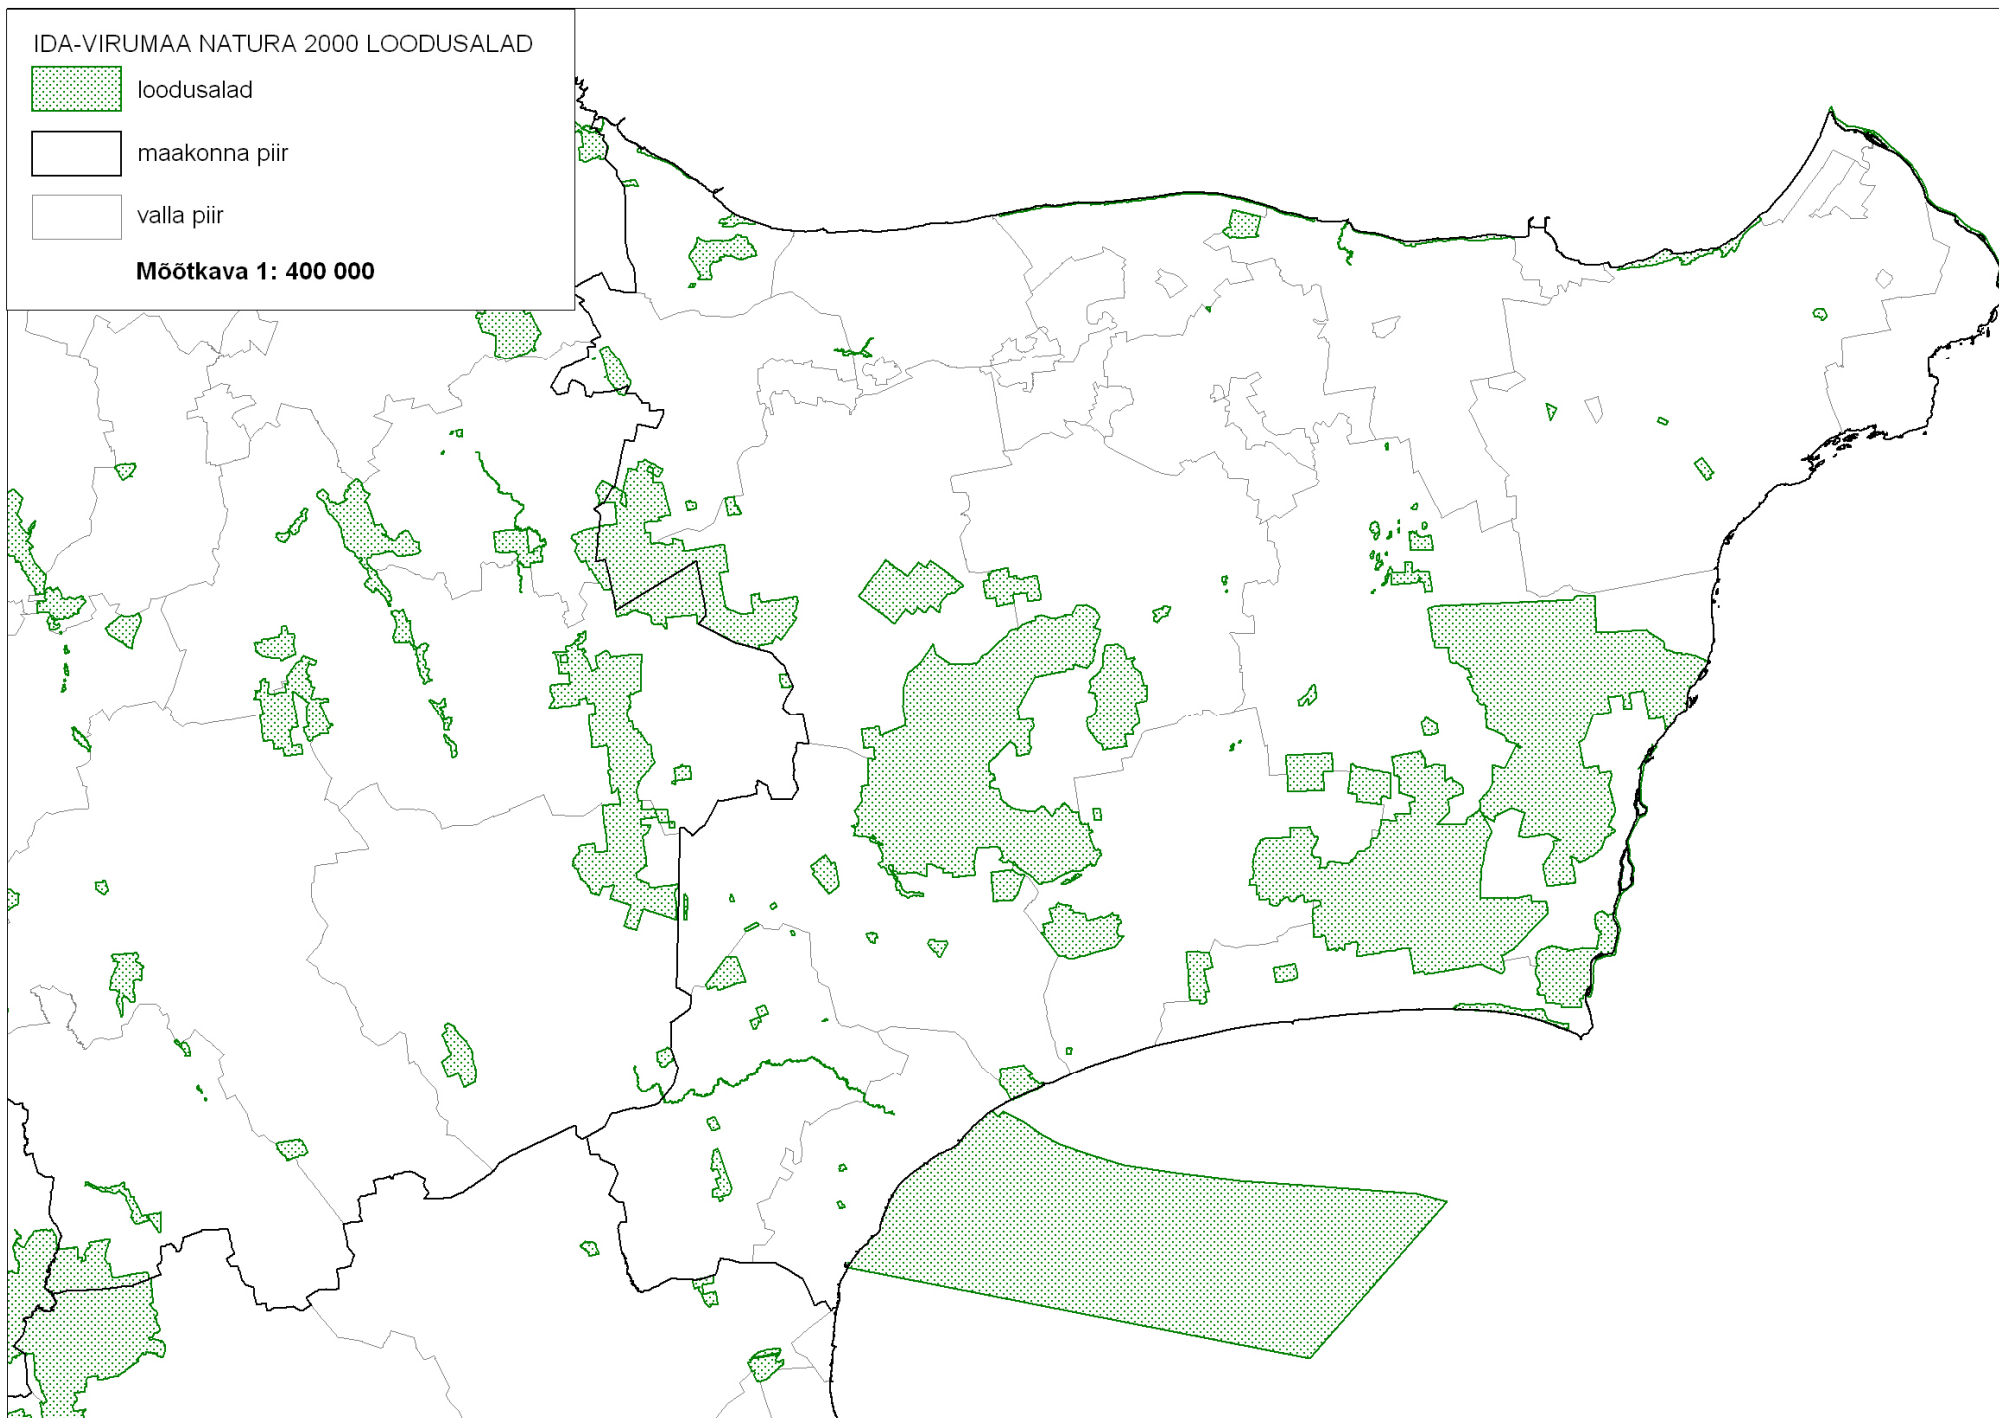 IDA-VIRUMAA NATURA 2000 LOODUSALAD
loodusalad
maakonna piir
valla piir
Mõõtkava 1: 400 000